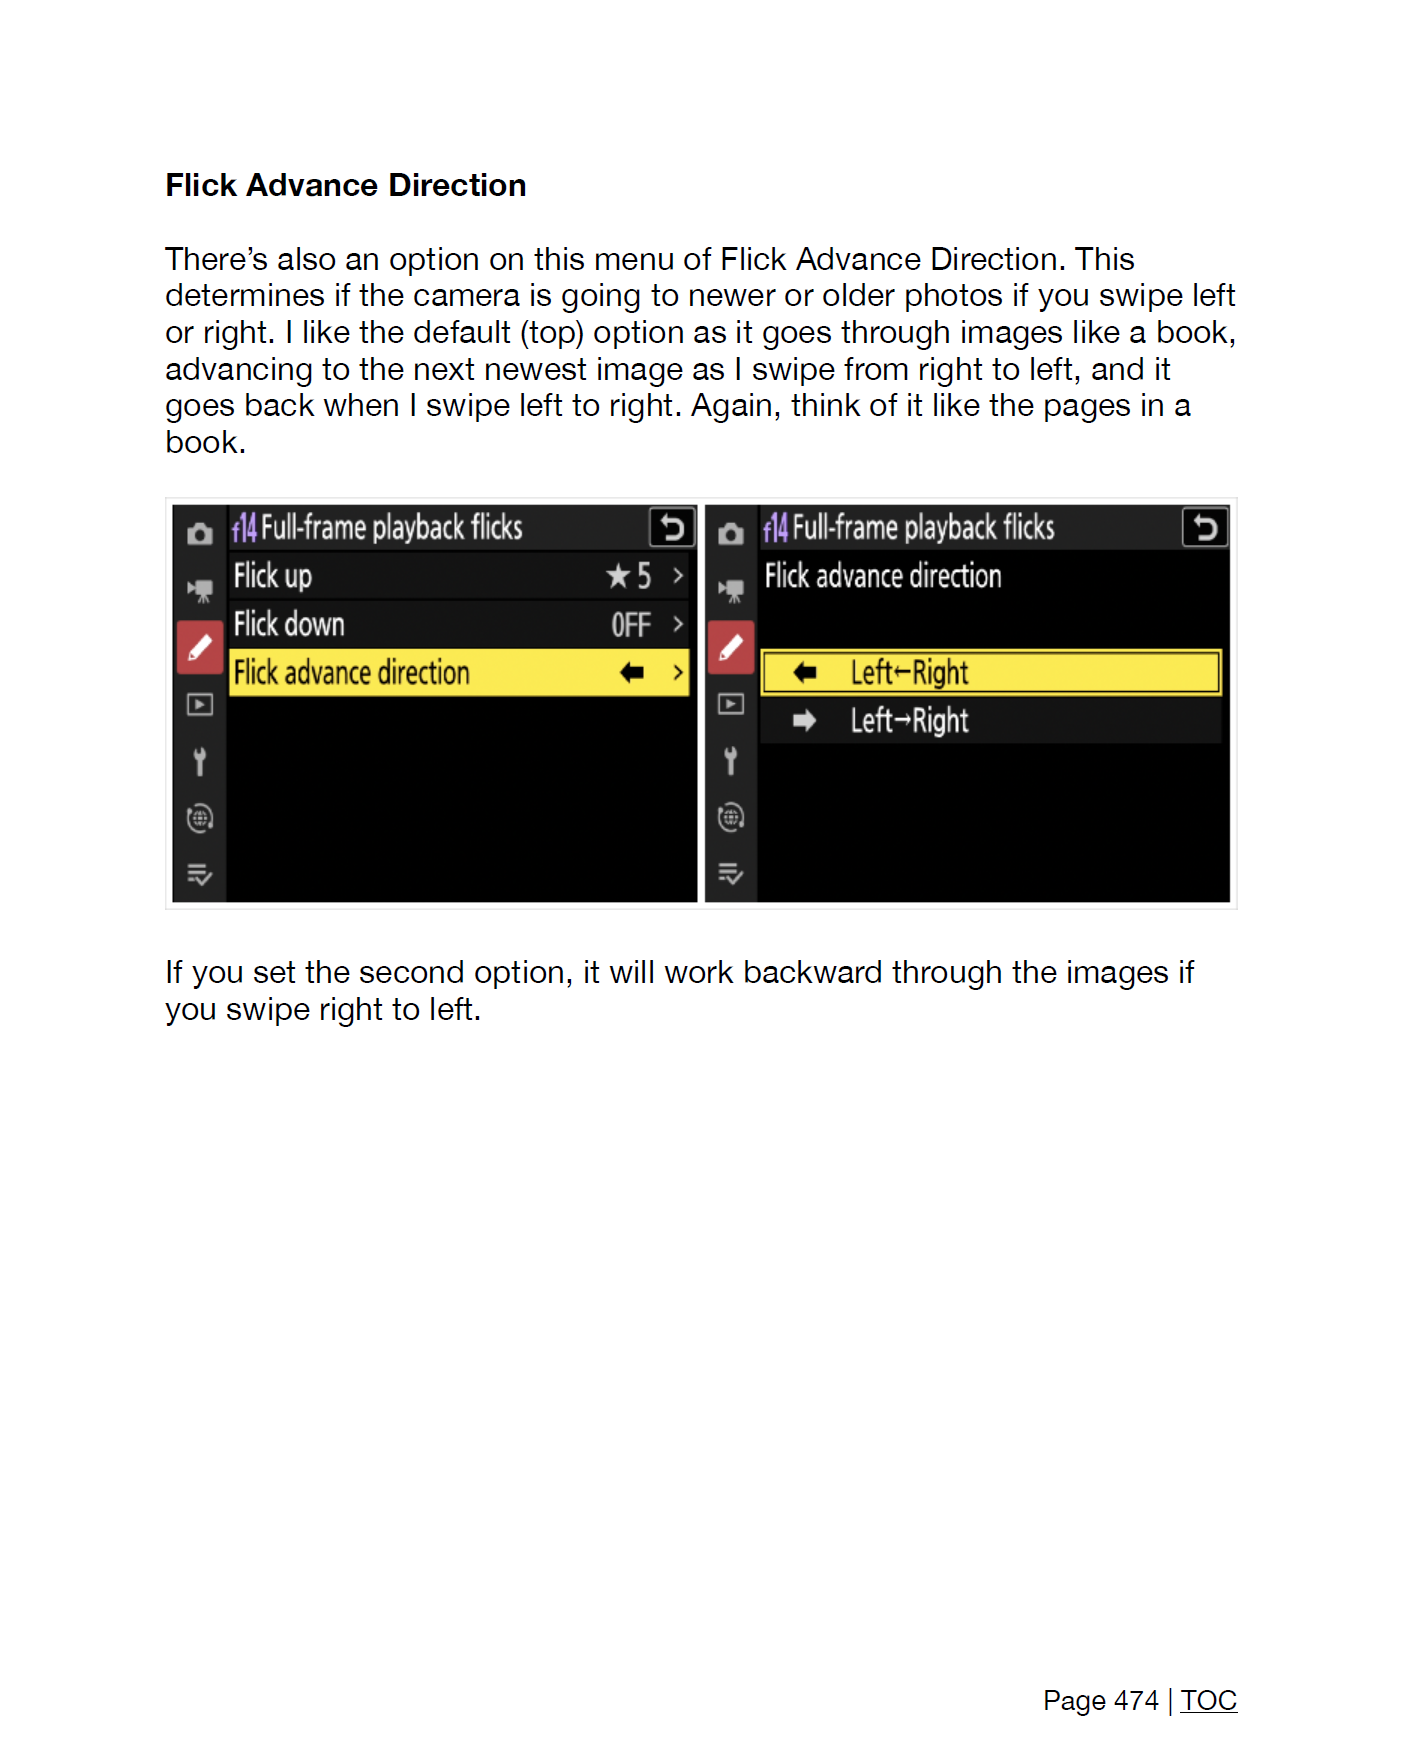 Flick Advance Direction
There’s also an option on this menu of Flick Advance Direction. This
determines if the camera is going to newer or older photos if you swipe left
or right. I like the default (top) option as it goes through images like a book,
advancing to the next newest image as I swipe from right to left, and it
goes back when I swipe left to right. Again, think of it like the pages in a
book.
f14 Full-frame playback flicks
Flick up ★ 5 >
Flick down OFF >
Flick advance direction 🡄 >
f14 Full-frame playback flicks
Flick advance direction
🡄 Left←Right
🡆 Left→Right
If you set the second option, it will work backward through the images if
you swipe right to left.
Page 474 | TOC